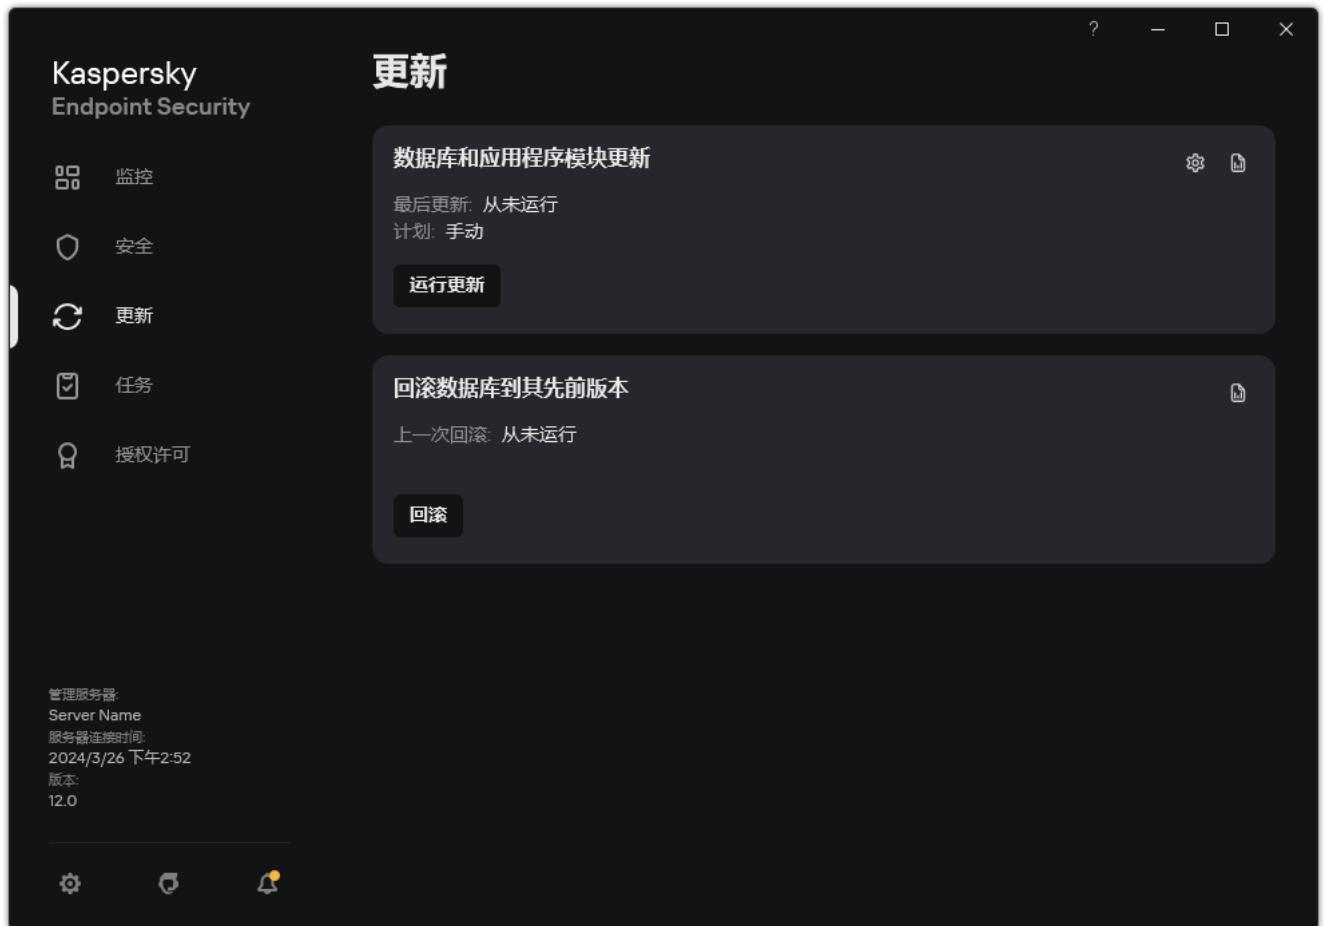 ?
Kaspersky
Endpoint Security
监控
安全
更新
任务
授权许可
管理服务器:
Server Name
服务器连接时间:
2024/3/26 下午2:52
版本:
12.0
更新
数据库和应用程序模块更新
最后更新: 从未运行
计划: 手动
运行更新
回滚数据库到其先前版本
上一次回滚: 从未运行
回滚